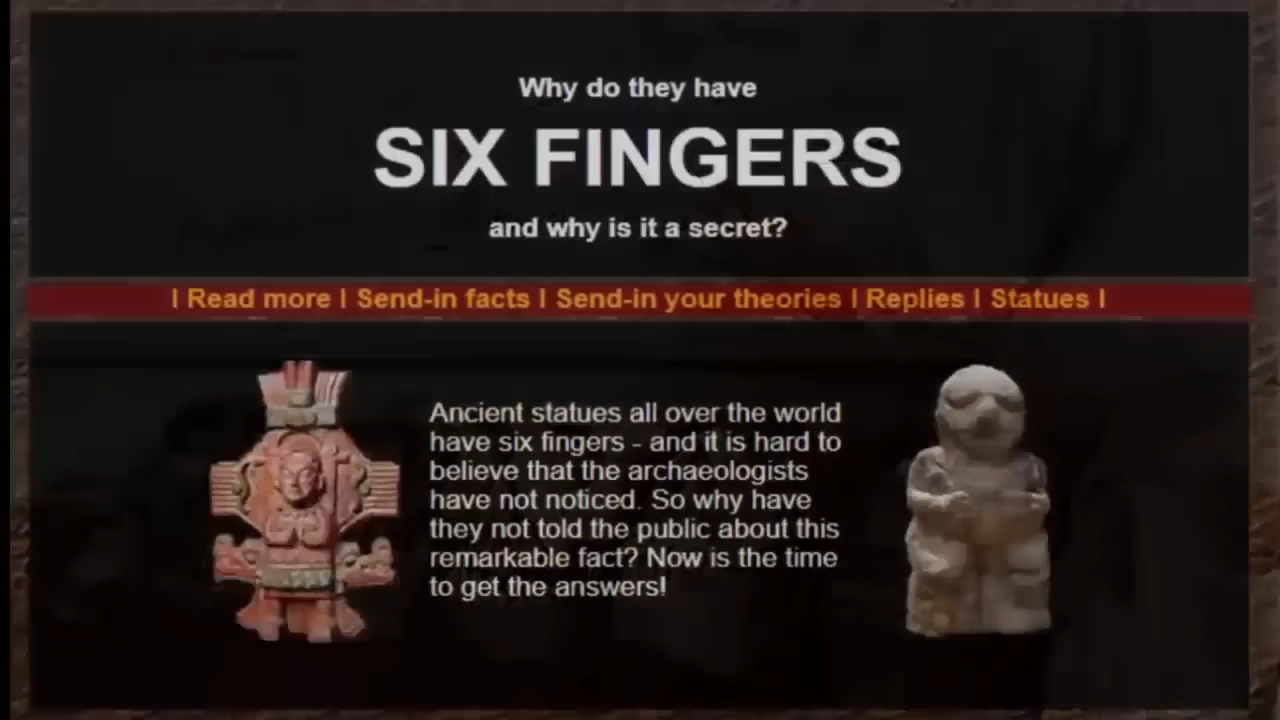 Why do they have
SIX FINGERS
and why is it a secret?
| Read more | Send-in facts | Send-in your theories | Replies | Statues |
Ancient statues all over the world
have six fingers - and it is hard to
believe that the archaeologists
have not noticed. So why have
they not told the public about this
remarkable fact? Now is the time
to get the answers!